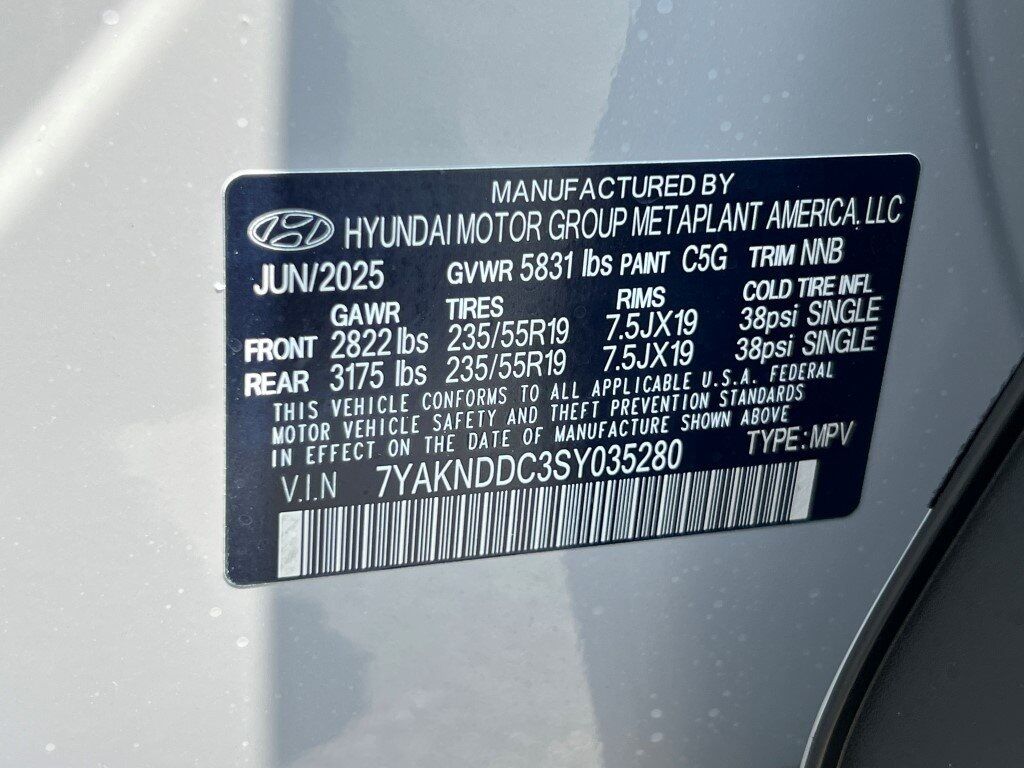 MANUFACTURED BY
HYUNDAI MOTOR GROUP METAPLANT AMERICA, LLC
JUN/2025 GVWR 5831 lbs PAINT C5G TRIM NNB
GAWR TIRES RIMS COLD TIRE INFL
FRONT 2822 lbs 235/55R19 7.5JX19 38psi SINGLE
REAR 3175 lbs 235/55R19 7.5JX19 38psi SINGLE
THIS VEHICLE CONFORMS TO ALL APPLICABLE U.S.A. FEDERAL
MOTOR VEHICLE SAFETY AND THEFT PREVENTION STANDARDS
IN EFFECT ON THE DATE OF MANUFACTURE SHOWN ABOVE
V.I.N 7YAKNDDC3SY035280 TYPE: MPV